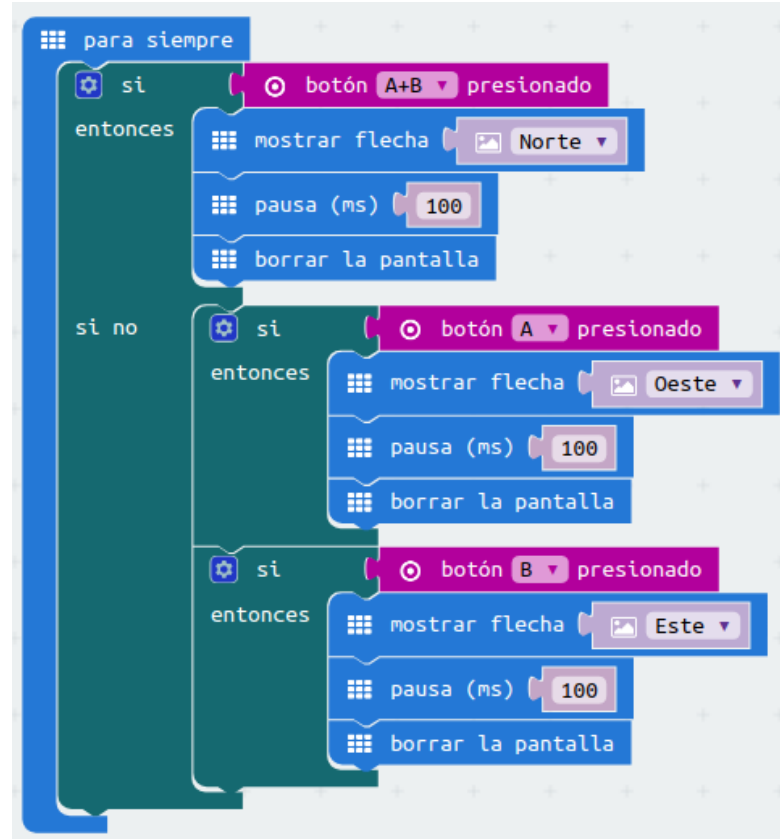 para siempre
si botón A+B presionado
entonces
mostrar flecha Norte
pausa (ms) 100
borrar la pantalla
si no
si botón A presionado
entonces
mostrar flecha Oeste
pausa (ms) 100
borrar la pantalla
si botón B presionado
entonces
mostrar flecha Este
pausa (ms) 100
borrar la pantalla